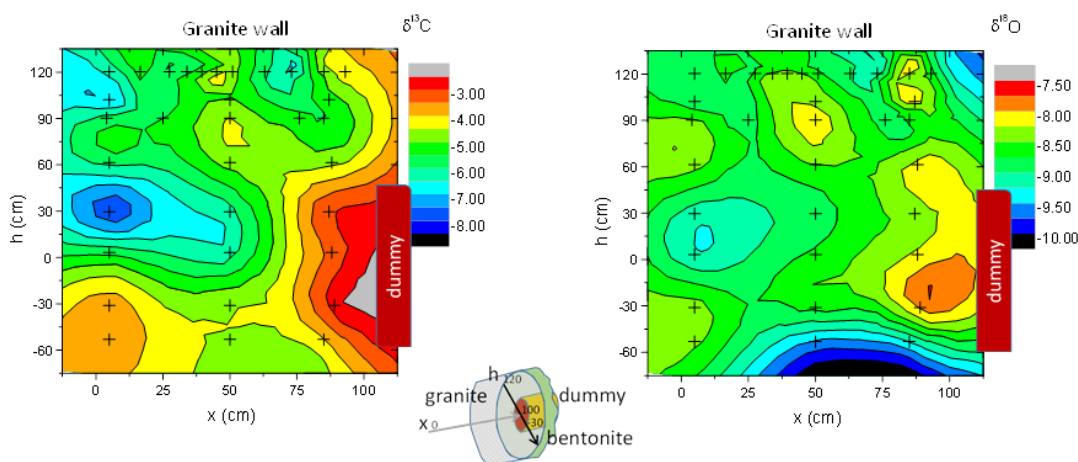 Granite wall
δ¹³C
120
90
60
30
0
-30
-60
h (cm)
0
25
50
75
100
x (cm)
-3.00
-4.00
-5.00
-6.00
-7.00
-8.00
dummy
Granite wall
δ¹⁸O
120
90
60
30
0
-30
-60
h (cm)
0
25
50
75
100
x (cm)
-7.50
-8.00
-8.50
-9.00
-9.50
-10.00
dummy
h
120
granite
dummy
100
-30
x 0
bentonite